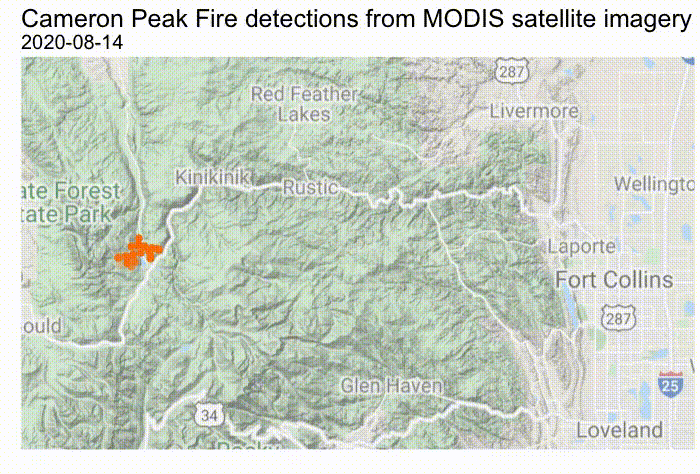 Cameron Peak Fire detections from MODIS satellite imagery
2020-08-14
287
Red Feather
Lakes
Livermore
Kinikinik
Rustic
Wellingto
ate Forest
tate Park
Laporte
Fort Collins
287
ould
25
Glen Haven
34
Loveland
Rocky